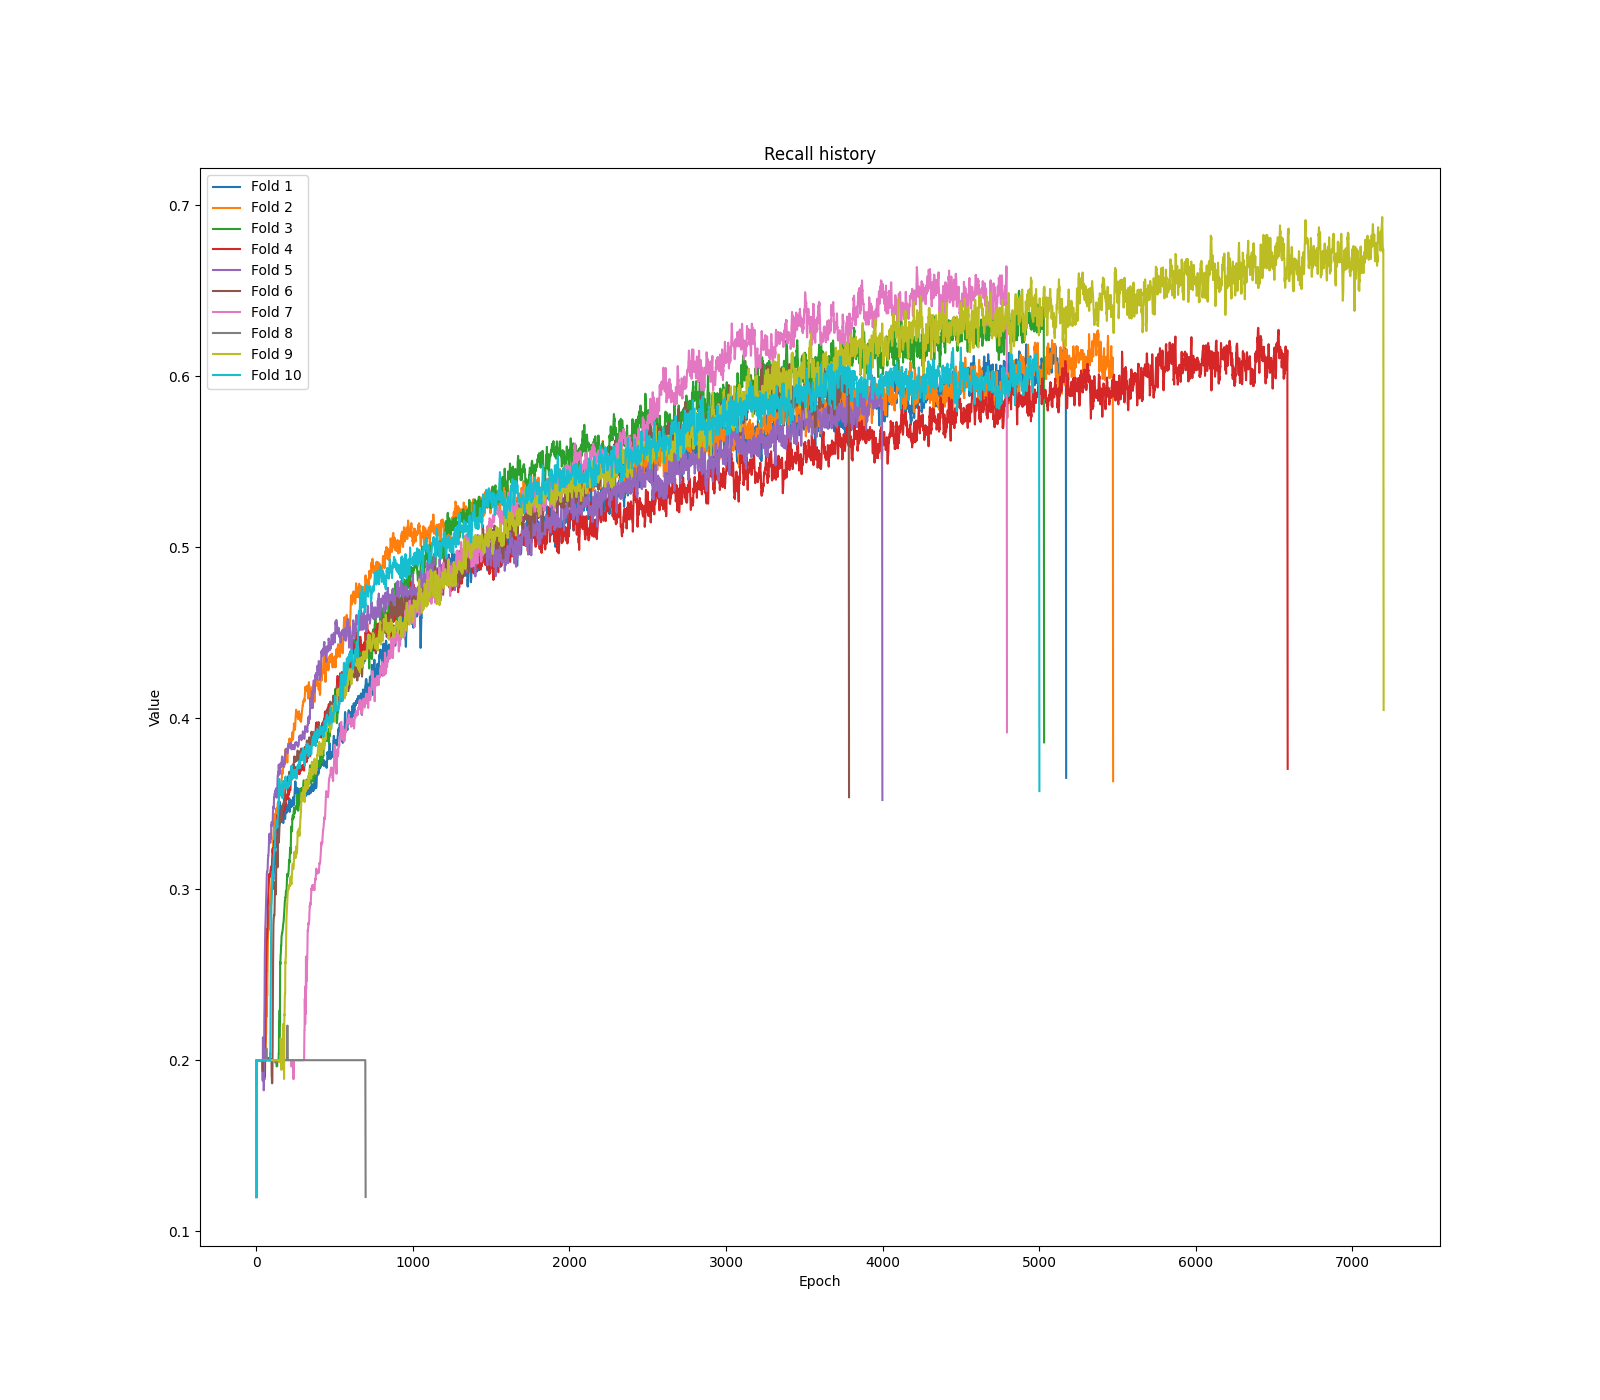 Recall history
Fold 1
Fold 2
Fold 3
Fold 4
Fold 5
Fold 6
Fold 7
Fold 8
Fold 9
Fold 10
Value
0.7
0.6
0.5
0.4
0.3
0.2
0.1
0 1000 2000 3000 4000 5000 6000 7000
Epoch